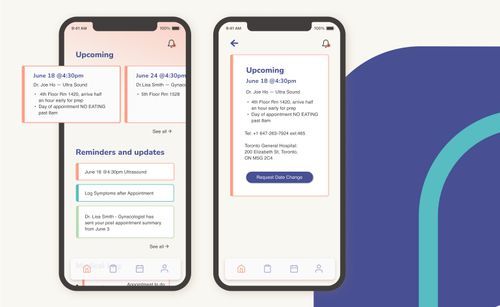 9:41 AM
100%
Upcoming
June 18 @4:30pm
Dr. Joe Ho — Ultra Sound
• 4th Floor Rm 1420, arrive half
an hour early for prep
• Day of appointment NO EATING
past 8am
June 24 @4:30pm
Dr.Lisa Smith - Gynacologist
• 5th Floor Rm 1528
See all →
Reminders and updates
June 18 @4:30pm Ultrasound
Log Symptoms after Appointment
Dr. Lisa Smith - Gynacologist has
sent your post appointment summary
from June 3
See all →
Appointment to do
9:41 AM
100%
Upcoming
June 18 @4:30pm
Dr. Joe Ho — Ultra Sound
• 4th Floor Rm 1420, arrive half
an hour early for prep
• Day of appointment NO EATING
past 8am
Tel: +1 647-263-7924 ext:465
Toronto General Hospital:
200 Elizabeth St, Toronto,
ON M5G 2C4
Request Date Change